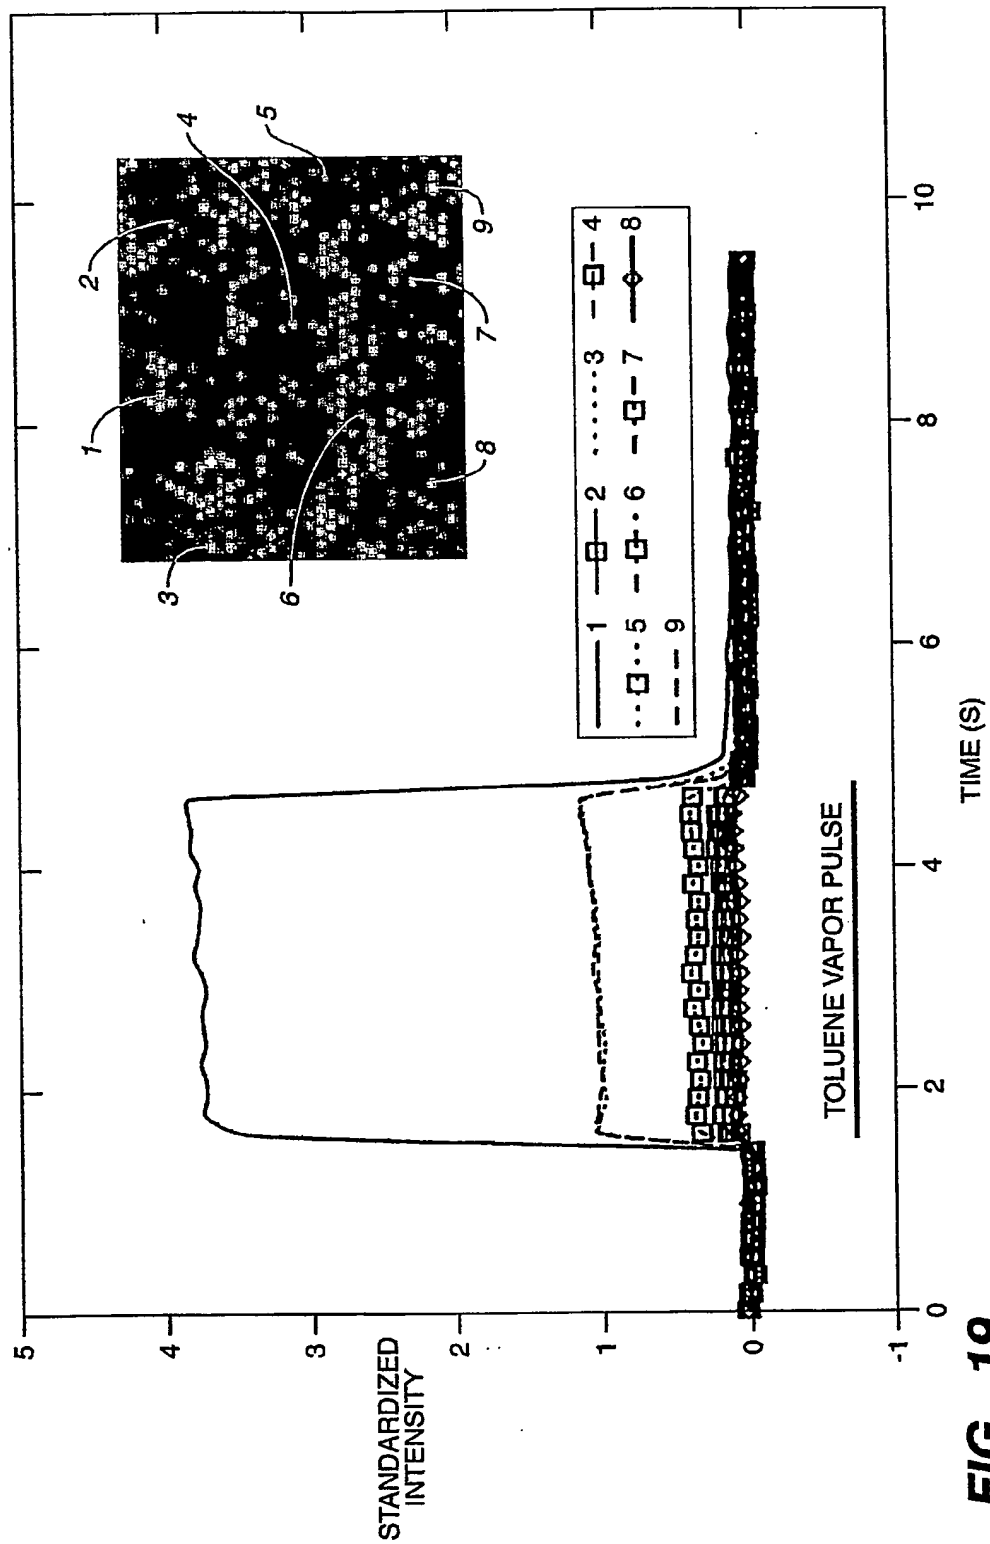 5
4
3
2
1
0
-1
STANDARDIZED
INTENSITY
1
2
3
4
5
6
7
8
9
1 2 3 4
5 6 7 8
9
TOLUENE VAPOR PULSE
0 2 4 6 8 10
TIME (S)
FIG. 19